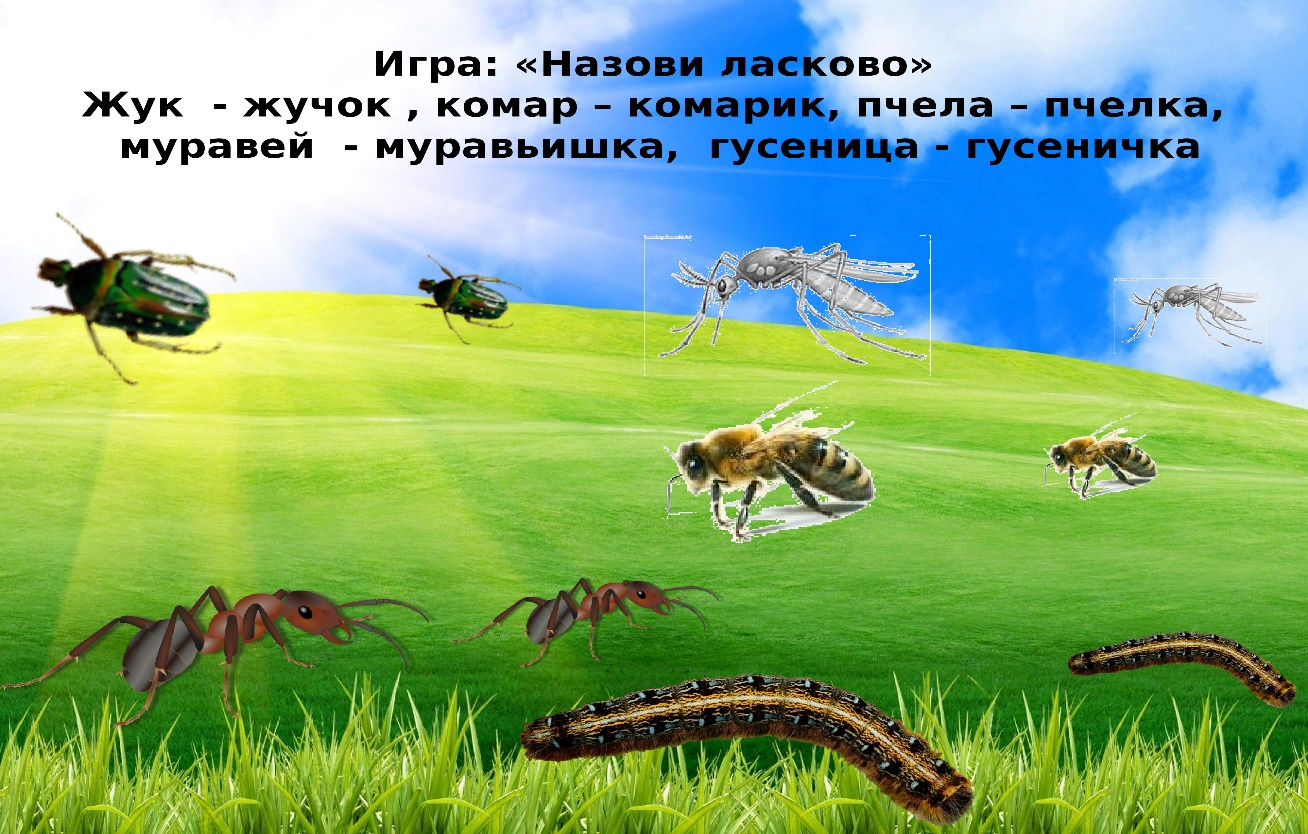 Игра: «Назови ласково»
Жук  - жучок , комар – комарик, пчела – пчелка,
муравей  - муравьишка,  гусеница - гусеничка